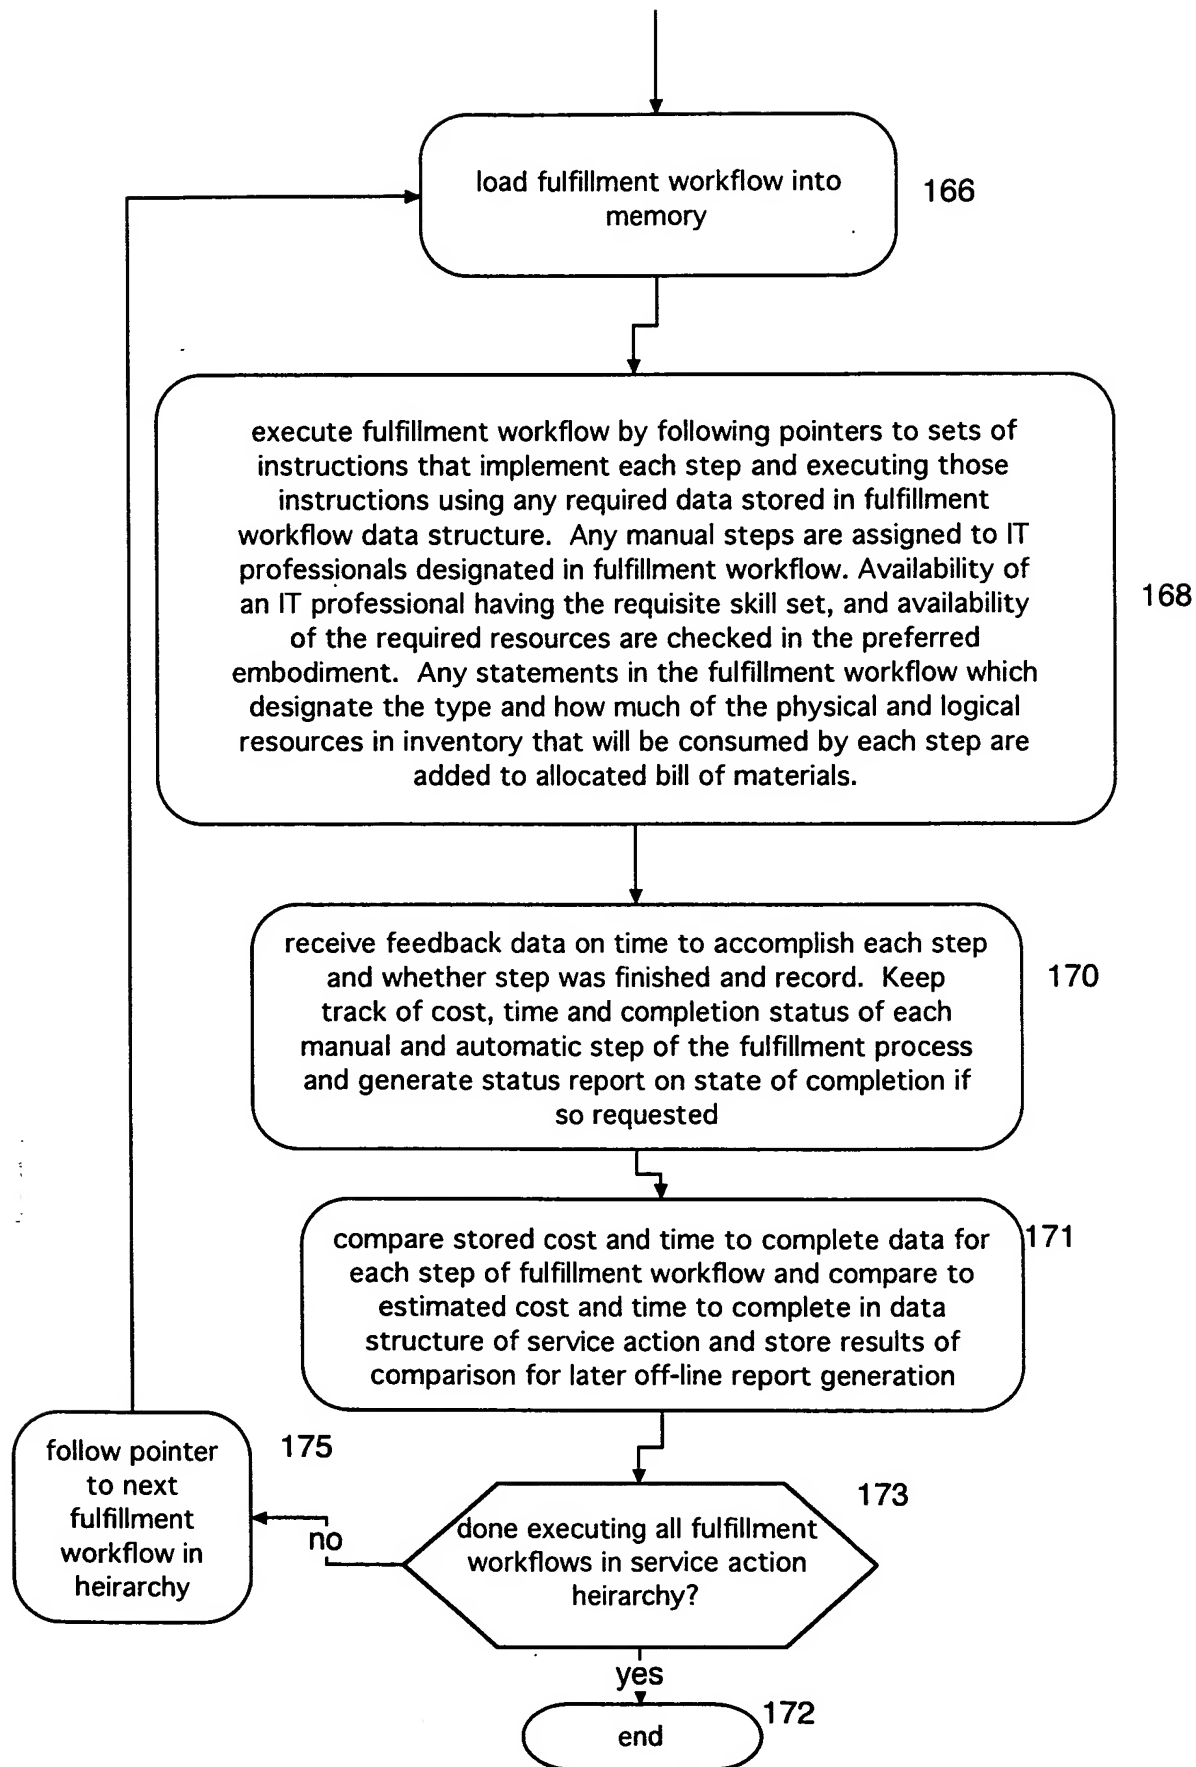 load fulfillment workflow into
memory
166
execute fulfillment workflow by following pointers to sets of
instructions that implement each step and executing those
instructions using any required data stored in fulfillment
workflow data structure.  Any manual steps are assigned to IT
professionals designated in fulfillment workflow. Availability of
an IT professional having the requisite skill set, and availability
of the required resources are checked in the preferred
embodiment.  Any statements in the fulfillment workflow which
designate the type and how much of the physical and logical
resources in inventory that will be consumed by each step are
added to allocated bill of materials.
168
receive feedback data on time to accomplish each step
and whether step was finished and record.  Keep
track of cost, time and completion status of each
manual and automatic step of the fulfillment process
and generate status report on state of completion if
so requested
170
compare stored cost and time to complete data for
each step of fulfillment workflow and compare to
estimated cost and time to complete in data
structure of service action and store results of
comparison for later off-line report generation
171
follow pointer
to next
fulfillment
workflow in
heirarchy
175
no
done executing all fulfillment
workflows in service action
heirarchy?
173
yes
end
172